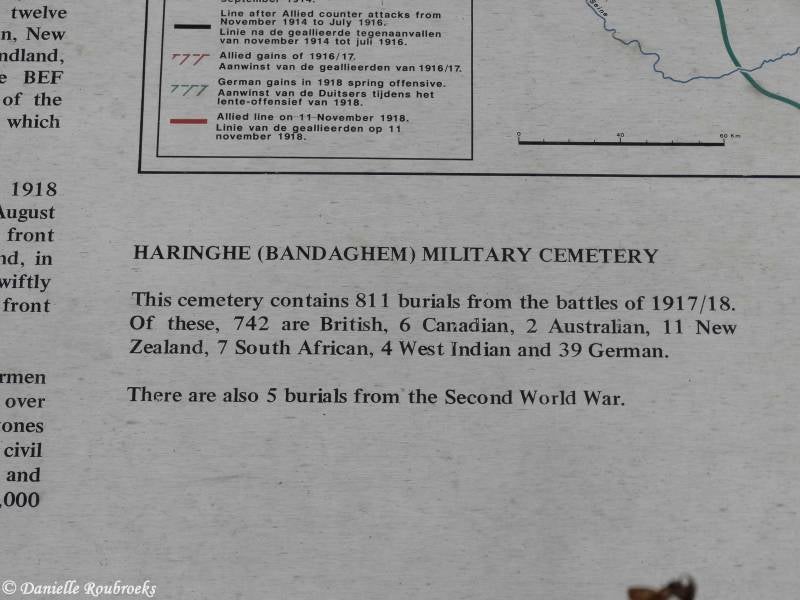 twelve
n, New
ndland,
e BEF
of the
which
1918
August
front
nd, in
wiftly
front
rmen
over
ones
civil
and
,000
September 1914.
Line after Allied counter attacks from
November 1914 to July 1916.
Linie na de geallieerde tegenaanvallen
van november 1914 tot juli 1916.
Allied gains of 1916/17.
Aanwinst van de geallieerden van 1916/17.
German gains in 1918 spring offensive.
Aanwinst van de Duitsers tijdens het
lente-offensief van 1918.
Allied line on 11 November 1918.
Linie van de geallieerden op 11
november 1918.
Seine
0 40 80 Km
HARINGHE (BANDAGHEM) MILITARY CEMETERY
This cemetery contains 811 burials from the battles of 1917/18.
Of these, 742 are British, 6 Canadian, 2 Australian, 11 New
Zealand, 7 South African, 4 West Indian and 39 German.
There are also 5 burials from the Second World War.
© Danielle Roubroeks